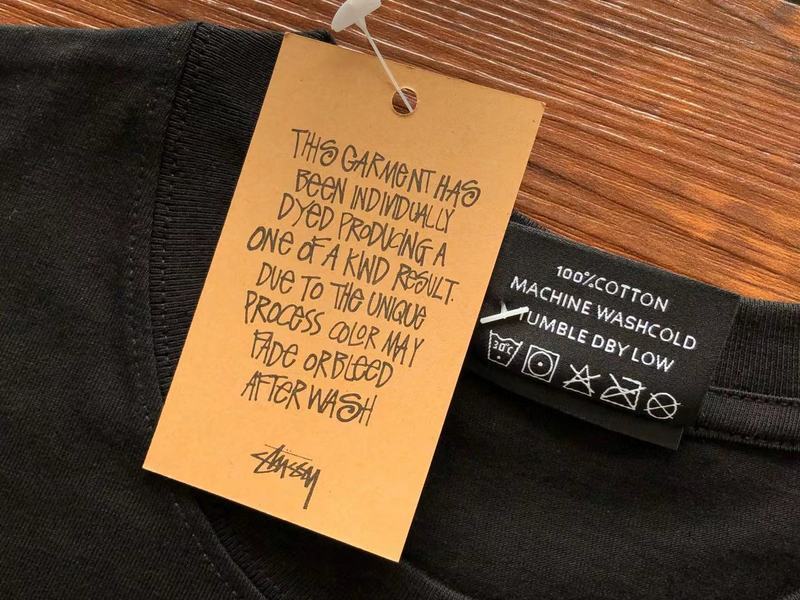 THIS GARMENT HAS
BEEN INDIVIDUALLY
DYED PRODUCING A
ONE OF A KIND RESULT.
DUE TO THE UNIQUE
PROCESS COLOR MAY
FADE OR BLEED
AFTER WASH
STÜSSY
100%COTTON
MACHINE WASHCOLD
TUMBLE DBY LOW
30°C